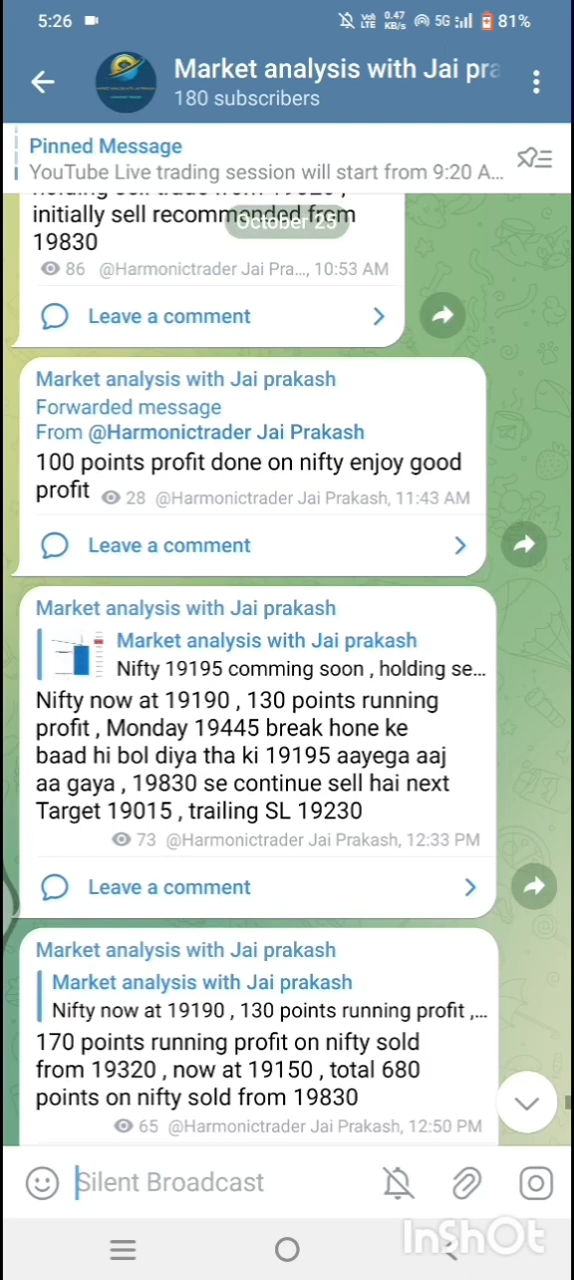 5:26
Vo) LTE 0.47 KB/s 5G 81%
Market analysis with Jai pra
180 subscribers
Pinned Message
YouTube Live trading session will start from 9:20 A...
initially sell recommanded from
October 25
19830
86 @Harmonictrader Jai Pra..., 10:53 AM
Leave a comment
Market analysis with Jai prakash
Forwarded message
From @Harmonictrader Jai Prakash
100 points profit done on nifty enjoy good
profit 28 @Harmonictrader Jai Prakash, 11:43 AM
Leave a comment
Market analysis with Jai prakash
Market analysis with Jai prakash
Nifty 19195 comming soon , holding se...
Nifty now at 19190 , 130 points running
profit , Monday 19445 break hone ke
baad hi bol diya tha ki 19195 aayega aaj
aa gaya , 19830 se continue sell hai next
Target 19015 , trailing SL 19230
73 @Harmonictrader Jai Prakash, 12:33 PM
Leave a comment
Market analysis with Jai prakash
Market analysis with Jai prakash
Nifty now at 19190 , 130 points running profit ,...
170 points running profit on nifty sold
from 19320 , now at 19150 , total 680
points on nifty sold from 19830
65 @Harmonictrader Jai Prakash, 12:50 PM
Silent Broadcast
InShOt